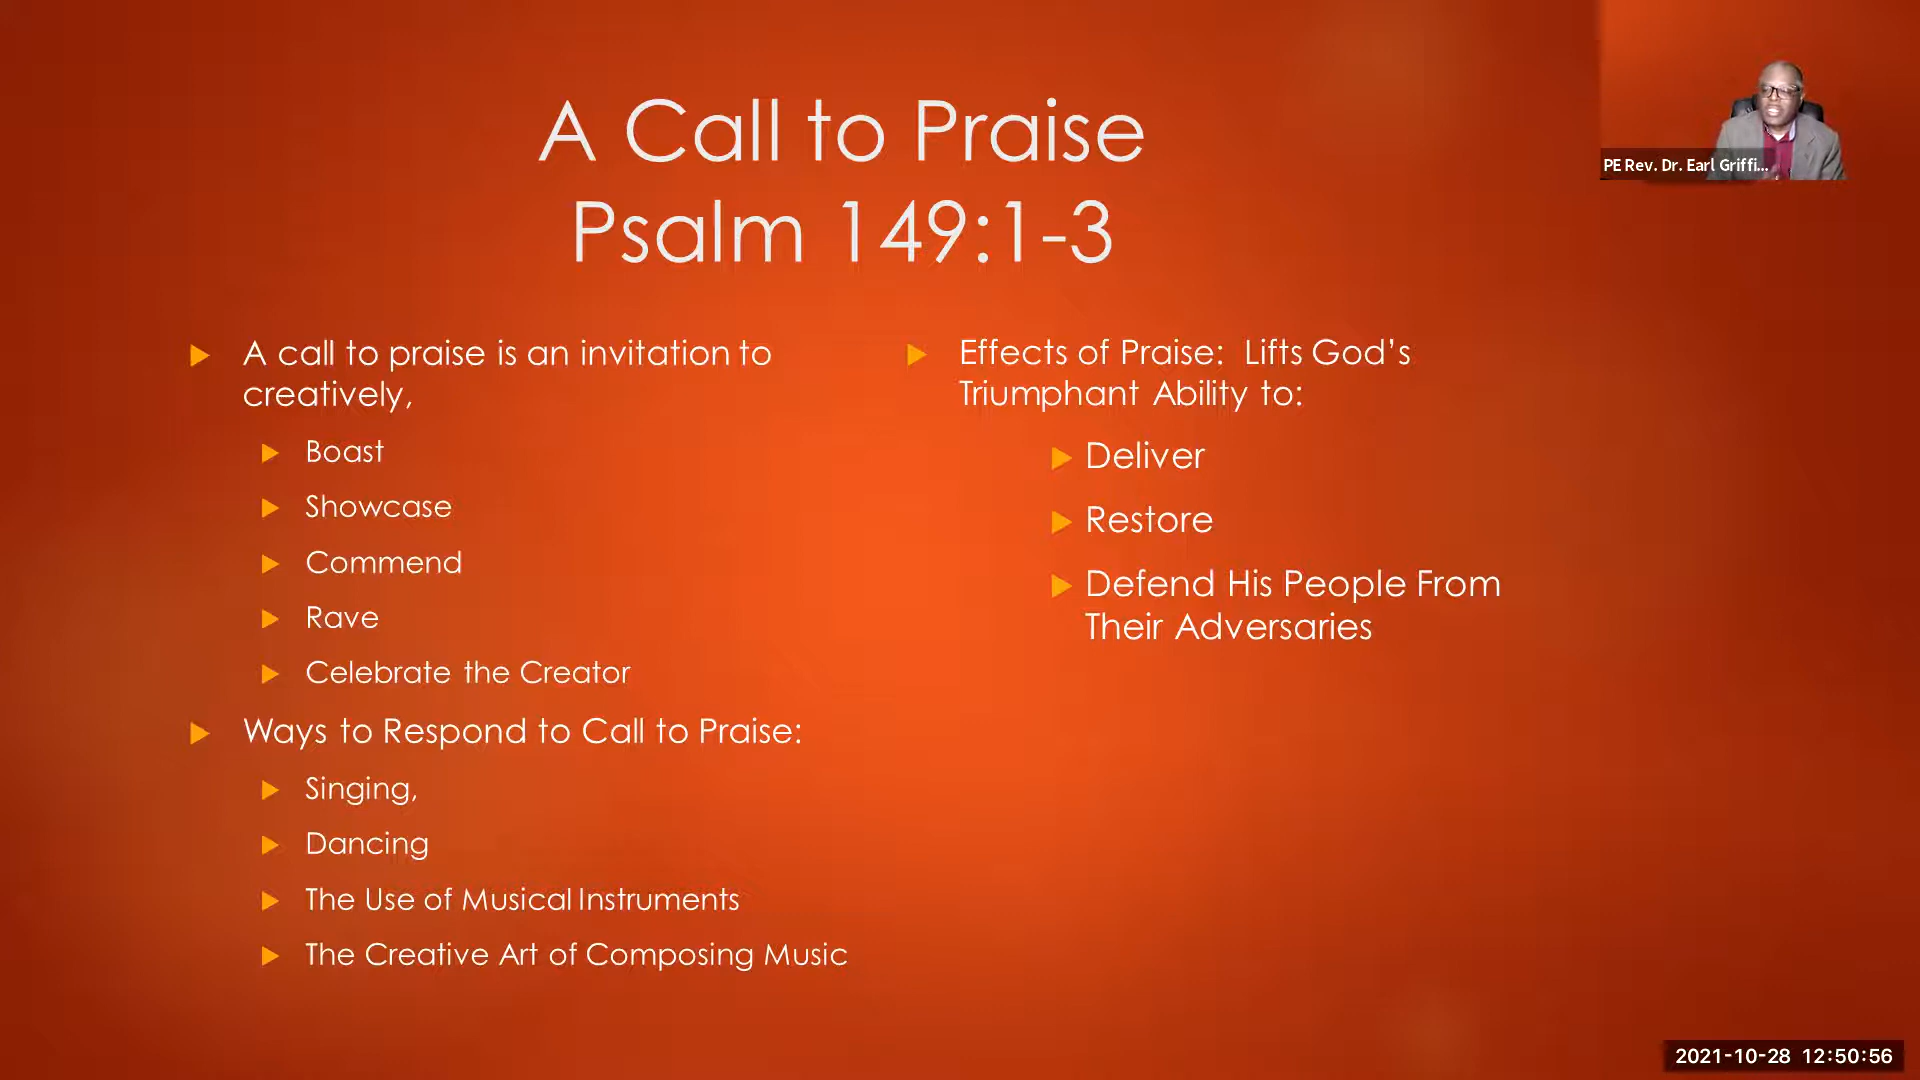 A Call to Praise
Psalm 149:1-3
A call to praise is an invitation to
creatively,
Boast
Showcase
Commend
Rave
Celebrate the Creator
Ways to Respond to Call to Praise:
Singing,
Dancing
The Use of Musical Instruments
The Creative Art of Composing Music
Effects of Praise: Lifts God’s
Triumphant Ability to:
Deliver
Restore
Defend His People From
Their Adversaries
PE Rev. Dr. Earl Griffi...
2021-10-28 12:50:56